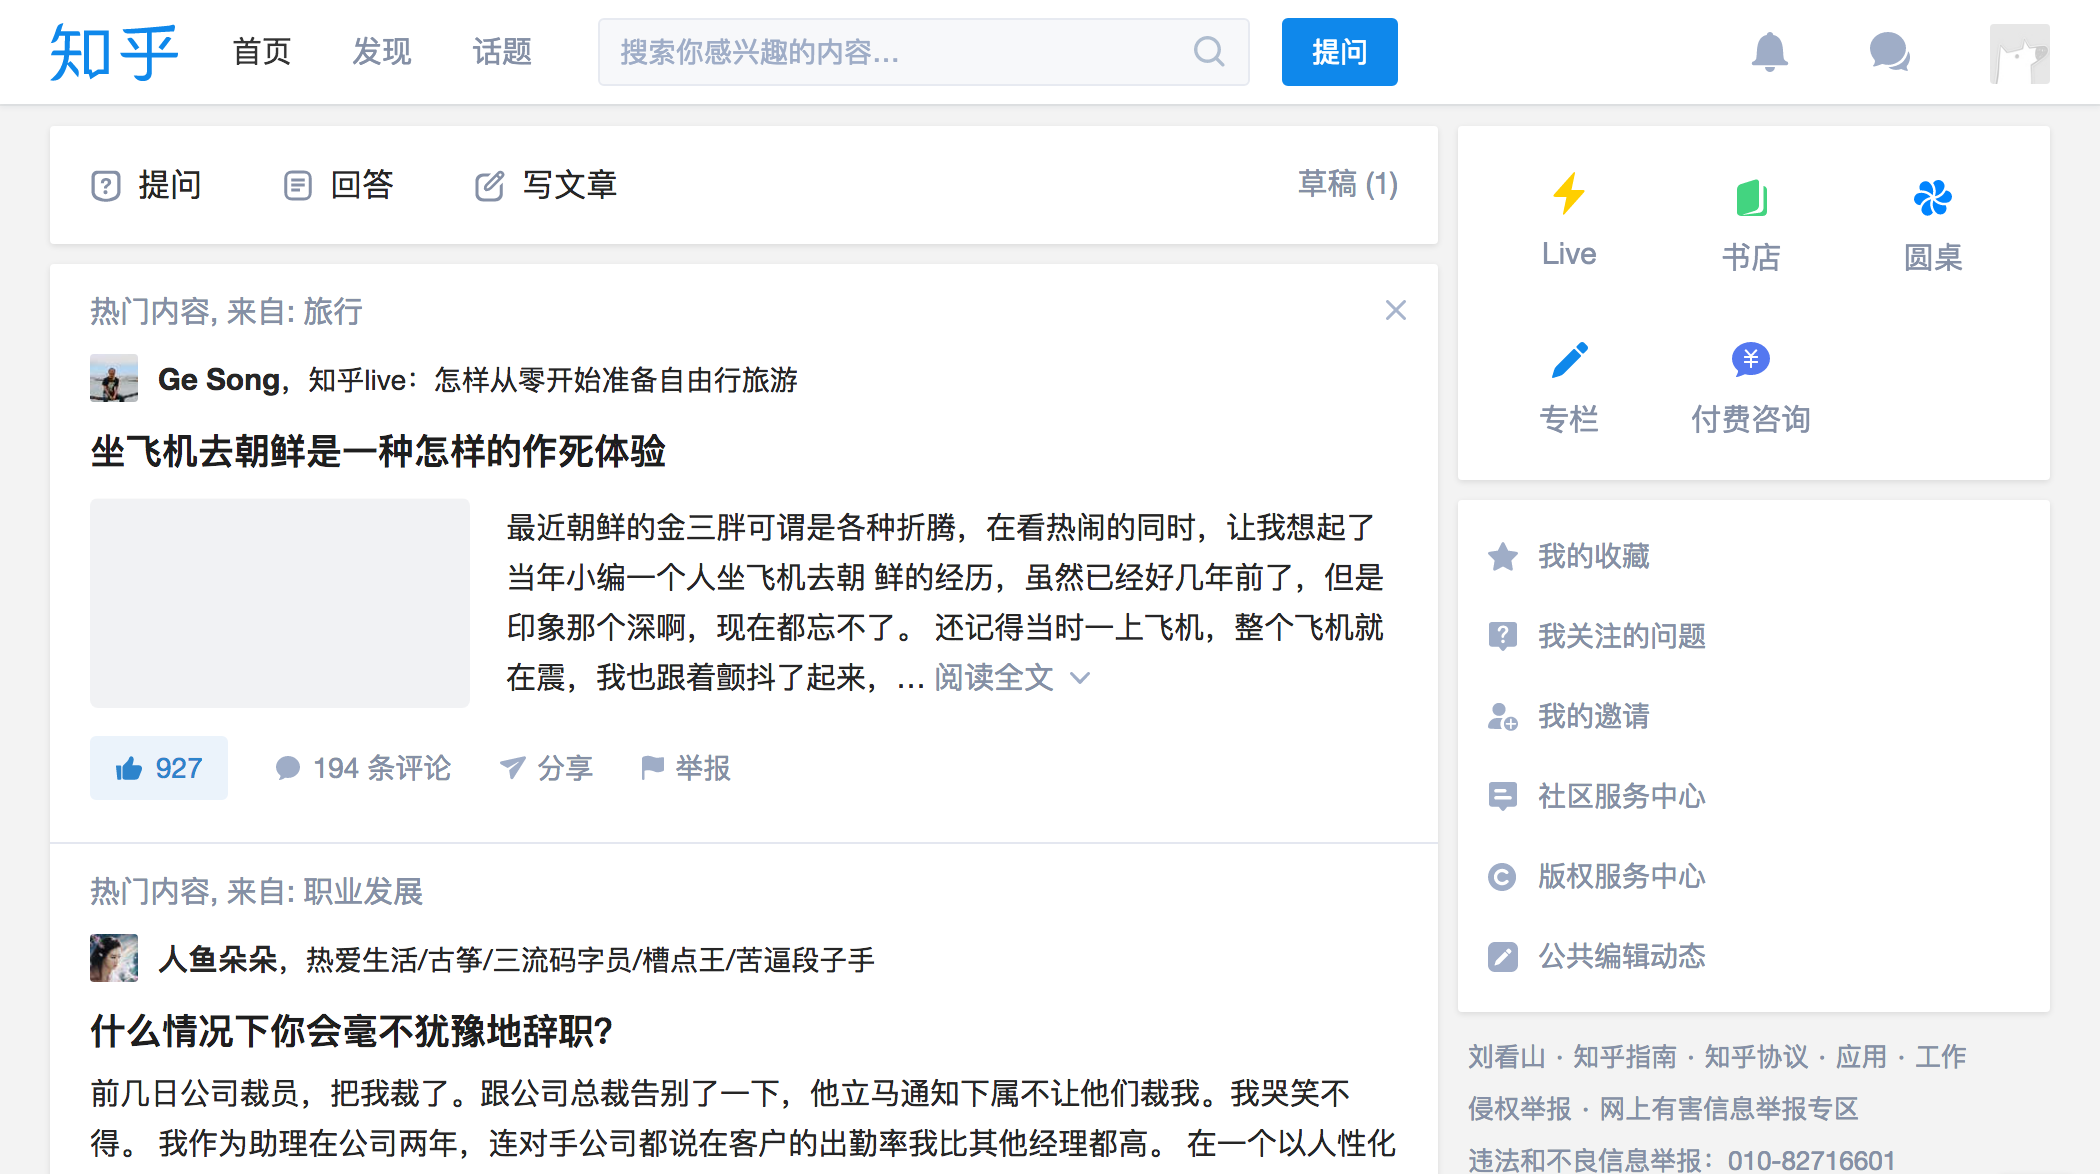 知乎 首页 发现 话题 搜索你感兴趣的内容... 提问
提问 回答 写文章 草稿 (1)
热门内容, 来自: 旅行
Ge Song，知乎live：怎样从零开始准备自由行旅游
坐飞机去朝鲜是一种怎样的作死体验
最近朝鲜的金三胖可谓是各种折腾，在看热闹的同时，让我想起了
当年小编一个人坐飞机去朝 鲜的经历，虽然已经好几年前了，但是
印象那个深啊，现在都忘不了。 还记得当时一上飞机，整个飞机就
在震，我也跟着颤抖了起来，... 阅读全文
927 194 条评论 分享 举报
热门内容, 来自: 职业发展
人鱼朵朵，热爱生活/古筝/三流码字员/槽点王/苦逼段子手
什么情况下你会毫不犹豫地辞职?
前几日公司裁员，把我裁了。跟公司总裁告别了一下，他立马通知下属不让他们裁我。我哭笑不
得。 我作为助理在公司两年，连对手公司都说在客户的出勤率我比其他经理都高。 在一个以人性化
Live 书店 圆桌
专栏 付费咨询
我的收藏
我关注的问题
我的邀请
社区服务中心
版权服务中心
公共编辑动态
刘看山 · 知乎指南 · 知乎协议 · 应用 · 工作
侵权举报 · 网上有害信息举报专区
违法和不良信息举报：010-82716601